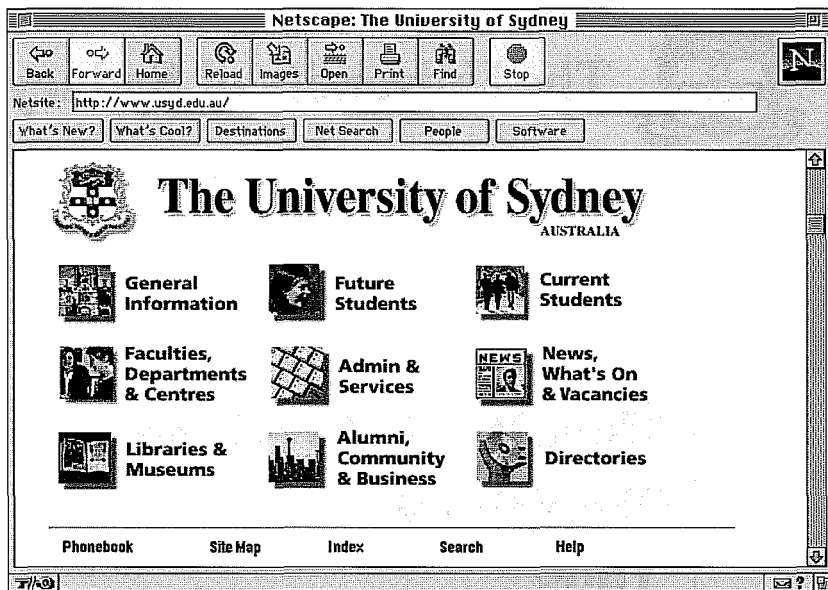 Netscape: The University of Sydney
Back Forward Home Reload Images Open Print Find Stop
N
Netsite: http://www.usyd.edu.au/
What's New? What's Cool? Destinations Net Search People Software
The University of Sydney
AUSTRALIA
General
Information
Future
Students
Current
Students
Faculties,
Departments
& Centres
Admin &
Services
NEWS
News,
What's On
& Vacancies
Libraries &
Museums
Alumni,
Community
& Business
Directories
Phonebook Site Map Index Search Help
?